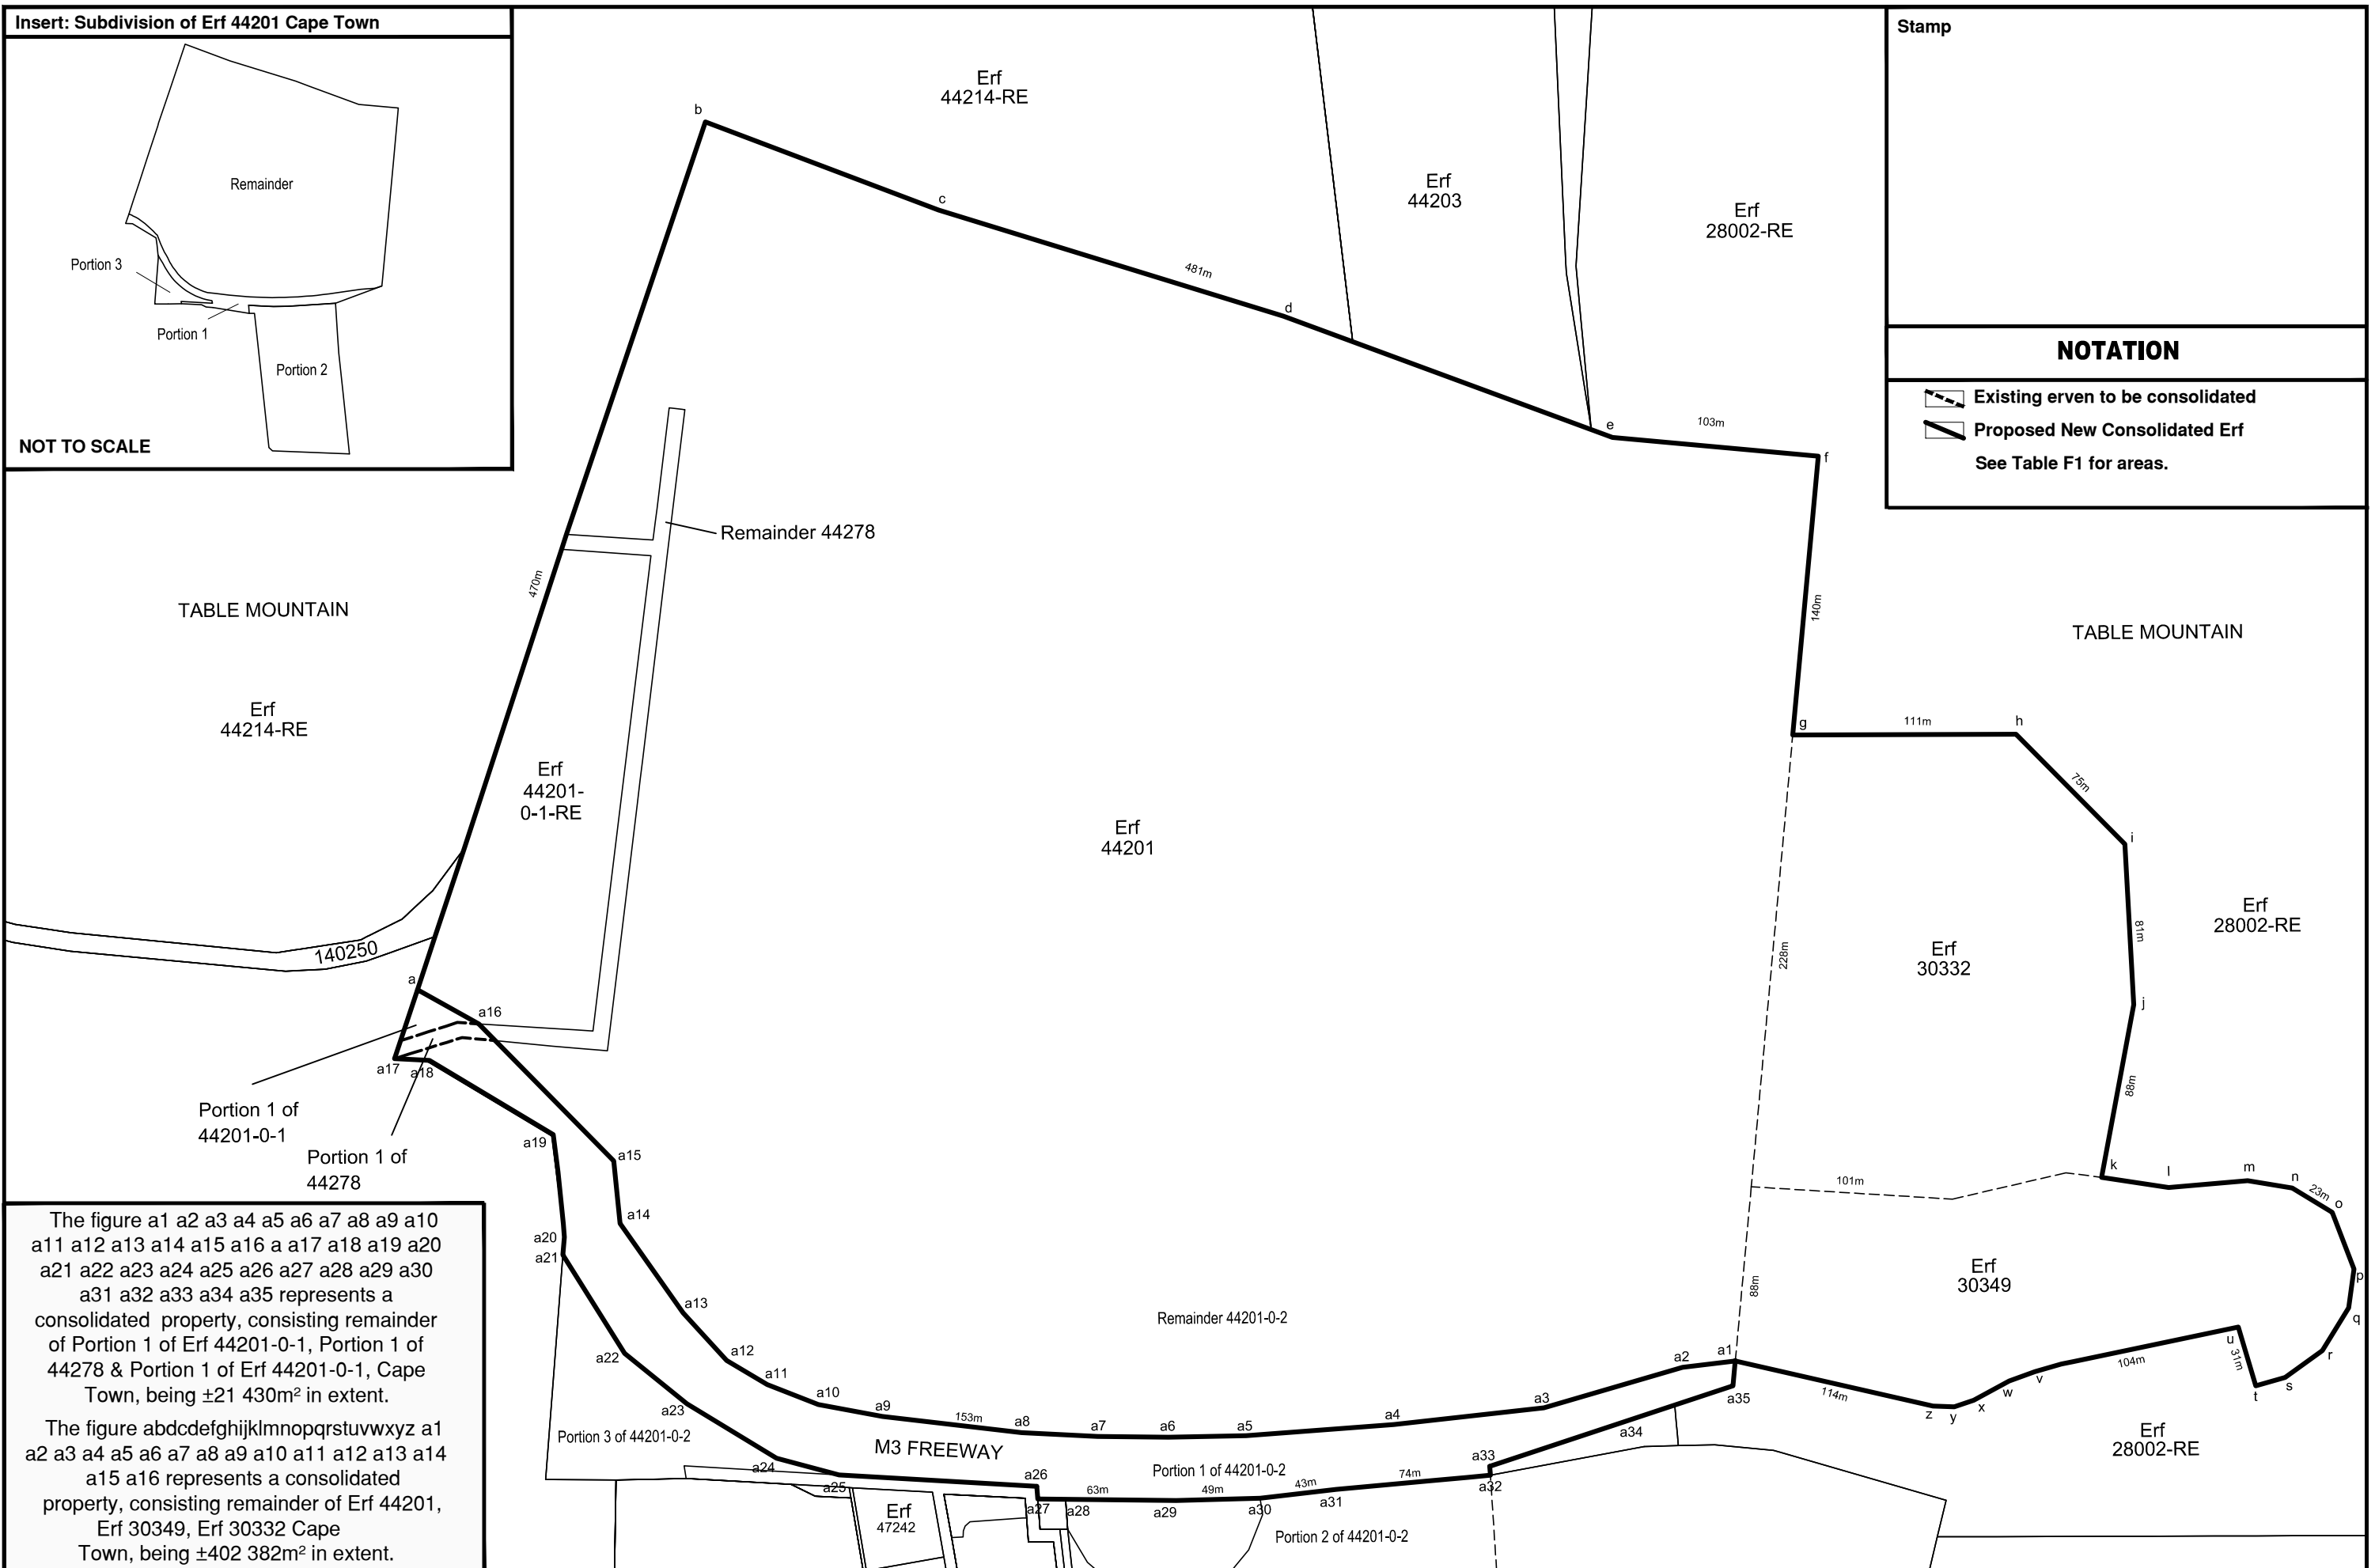 Insert: Subdivision of Erf 44201 Cape Town
Remainder
Portion 3
Portion 1
Portion 2
NOT TO SCALE
Stamp
NOTATION
Existing erven to be consolidated
Proposed New Consolidated Erf
See Table F1 for areas.
Erf
44214-RE
Erf
44203
Erf
28002-RE
b
c
481m
d
e
103m
f
470m
Remainder 44278
140m
TABLE MOUNTAIN
TABLE MOUNTAIN
Erf
44214-RE
g
111m
h
75m
i
Erf
44201-
0-1-RE
Erf
44201
81m
Erf
28002-RE
228m
Erf
30332
140250
a
a16
j
a17
a18
88m
Portion 1 of
44201-0-1
Portion 1 of
44278
a19
a15
k
l
m
n
23m
o
101m
a14
a20
a21
88m
Erf
30349
p
q
a13
Remainder 44201-0-2
u
31m
r
a12
a22
a11
a2
a1
104m
v
w
x
s
t
a10
a9
a23
153m
a8
a7
a6
a5
a4
a3
a35
114m
z
y
a34
Erf
28002-RE
Portion 3 of 44201-0-2
M3 FREEWAY
a33
a24
Portion 1 of 44201-0-2
a26
a25
63m
49m
43m
74m
a32
a27
a28
a29
a30
a31
Erf
47242
Portion 2 of 44201-0-2
The figure a1 a2 a3 a4 a5 a6 a7 a8 a9 a10
a11 a12 a13 a14 a15 a16 a a17 a18 a19 a20
a21 a22 a23 a24 a25 a26 a27 a28 a29 a30
a31 a32 a33 a34 a35 represents a
consolidated property, consisting remainder
of Portion 1 of Erf 44201-0-1, Portion 1 of
44278 & Portion 1 of Erf 44201-0-1, Cape
Town, being ±21 430m² in extent.
The figure abdcdefghijklmnopqrstuvwxyz a1
a2 a3 a4 a5 a6 a7 a8 a9 a10 a11 a12 a13 a14
a15 a16 represents a consolidated
property, consisting remainder of Erf 44201,
Erf 30349, Erf 30332 Cape
Town, being ±402 382m² in extent.